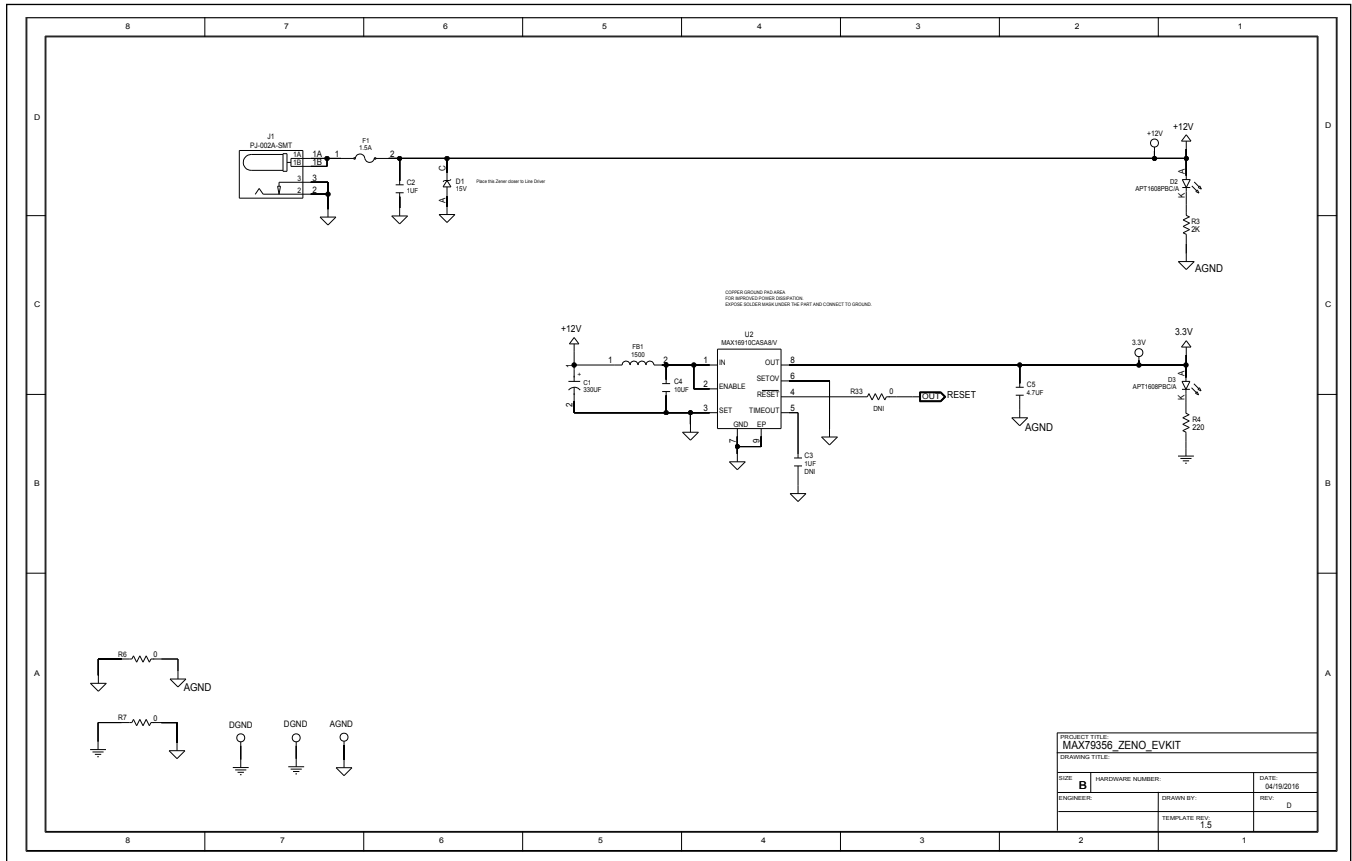 8 7 6 5 4 3 2 1
D D
J1
PJ-002A-SMT
1A 1A
1B 1B
3 3
2 2
F1
1.5A
1 2
C2
1UF
C
D1
15V
A
Place this Zener closer to Line Driver
+12V
+12V
A
D2
APT1608PBC/A
K
R3
2K
AGND
C C
COPPER GROUND PAD AREA
FOR IMPROVED POWER DISSIPATION
EXPOSE SOLDER MASK UNDER THE PART AND CONNECT TO GROUND
+12V
1
+
C1
330UF
2
FB1
1500
1 2
C4
10UF
U2
MAX16910CASA8/V
1 IN OUT 8
SETOV 6
2 ENABLE
RESET 4
3 SET TIMEOUT 5
GND EP
7 9
R33 0
DNI
OUT RESET
C3
1UF
DNI
C5
4.7UF
AGND
3.3V
3.3V
A
D3
APT1608PBC/A
K
R4
220
B B
A A
R6 0
AGND
R7 0
DGND DGND AGND
PROJECT TITLE:
MAX79356_ZENO_EVKIT
DRAWING TITLE:
SIZE B HARDWARE NUMBER: DATE: 04/19/2016
ENGINEER: DRAWN BY: REV: D
TEMPLATE REV: 1.5
8 7 6 5 4 3 2 1